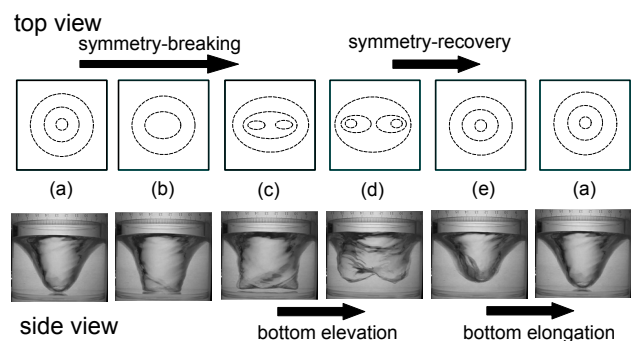 top view
symmetry-breaking
symmetry-recovery
(a)
(b)
(c)
(d)
(e)
(a)
side view
bottom elevation
bottom elongation